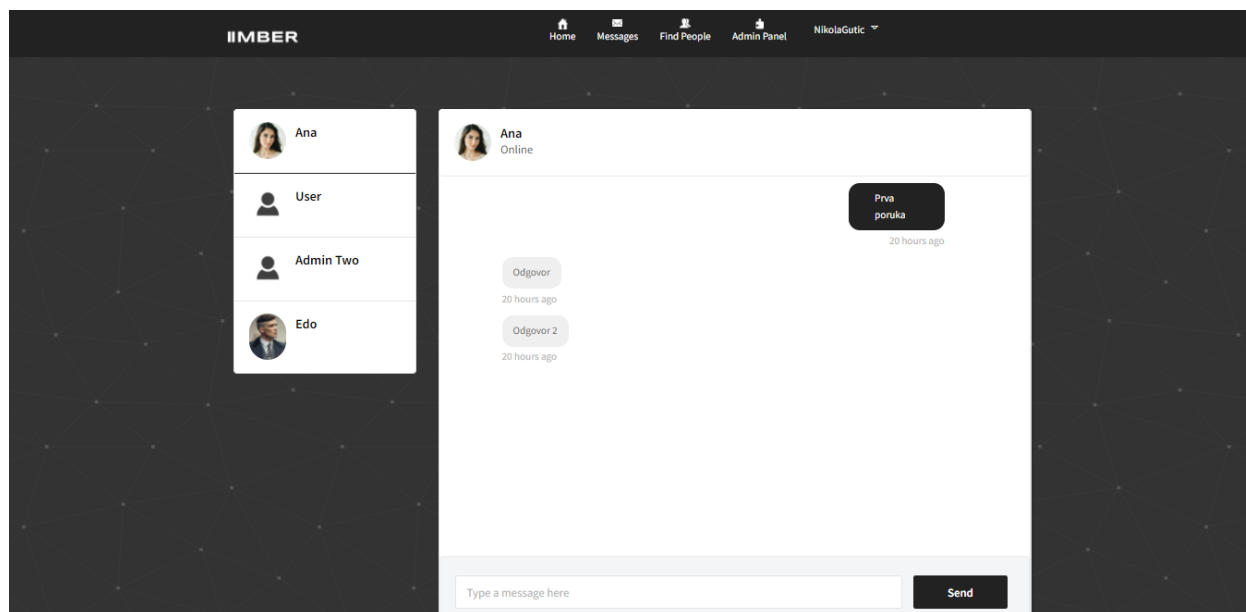 IIMBER
Home
Messages
Find People
Admin Panel
NikolaGutic
Ana
User
Admin Two
Edo
Ana
Online
Prva
poruka
20 hours ago
Odgovor
20 hours ago
Odgovor 2
20 hours ago
Type a message here
Send